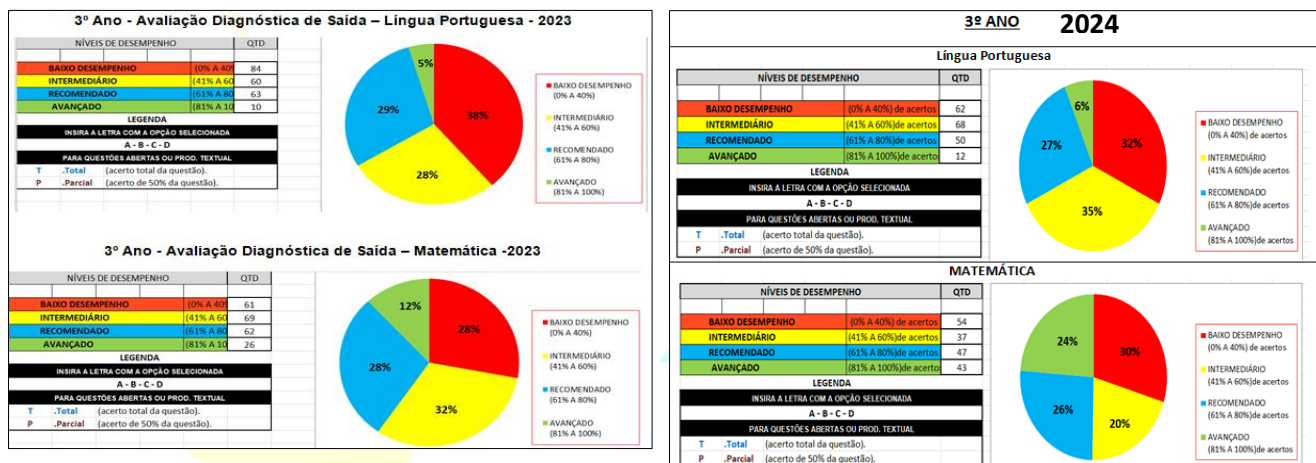 3º Ano - Avaliação Diagnóstica de Saída – Língua Portuguesa - 2023
NÍVEIS DE DESEMPENHO QTD
BAIXO DESEMPENHO (0% A 40% 84
INTERMEDIÁRIO (41% A 60 60
RECOMENDADO (61% A 80 63
AVANÇADO (81% A 10 10
LEGENDA
INSIRA A LETRA COM A OPÇÃO SELECIONADA
A - B - C - D
PARA QUESTÕES ABERTAS OU PROD. TEXTUAL
T .Total (acerto total da questão).
P .Parcial (acerto de 50% da questão).
5%
38%
29%
28%
BAIXO DESEMPENHO
(0% A 40%)
INTERMEDIÁRIO
(41% A 60%)
RECOMENDADO
(61% A 80%)
AVANÇADO
(81% A 100%)
3º Ano - Avaliação Diagnóstica de Saída – Matemática -2023
NÍVEIS DE DESEMPENHO QTD
BAIXO DESEMPENHO (0% A 40% 61
INTERMEDIÁRIO (41% A 60 69
RECOMENDADO (61% A 80 62
AVANÇADO (81% A 10 26
LEGENDA
INSIRA A LETRA COM A OPÇÃO SELECIONADA
A - B - C - D
PARA QUESTÕES ABERTAS OU PROD. TEXTUAL
T .Total (acerto total da questão).
P .Parcial (acerto de 50% da questão).
12%
28%
28%
32%
BAIXO DESEMPENHO
(0% A 40%)
INTERMEDIÁRIO
(41% A 60%)
RECOMENDADO
(61% A 80%)
AVANÇADO
(81% A 100%)
3º ANO 2024
Língua Portuguesa
NÍVEIS DE DESEMPENHO QTD
BAIXO DESEMPENHO (0% A 40%) de acertos 62
INTERMEDIÁRIO (41% A 60%)de acertos 68
RECOMENDADO (61% A 80%)de acertos 50
AVANÇADO (81% A 100%)de acerto 12
LEGENDA
INSIRA A LETRA COM A OPÇÃO SELECIONADA
A - B - C - D
PARA QUESTÕES ABERTAS OU PROD. TEXTUAL
T .Total (acerto total da questão).
P .Parcial (acerto de 50% da questão).
6%
32%
27%
35%
BAIXO DESEMPENHO
(0% A 40%) de acertos
INTERMEDIÁRIO
(41% A 60%)de acertos
RECOMENDADO
(61% A 80%)de acertos
AVANÇADO
(81% A 100%)de acertos
MATEMÁTICA
NÍVEIS DE DESEMPENHO QTD
BAIXO DESEMPENHO (0% A 40%) de acertos 54
INTERMEDIÁRIO (41% A 60%)de acertos 37
RECOMENDADO (61% A 80%)de acertos 47
AVANÇADO (81% A 100%)de acerto 43
LEGENDA
INSIRA A LETRA COM A OPÇÃO SELECIONADA
A - B - C - D
PARA QUESTÕES ABERTAS OU PROD. TEXTUAL
T .Total (acerto total da questão).
P .Parcial (acerto de 50% da questão).
24%
30%
26%
20%
BAIXO DESEMPENHO
(0% A 40%) de acertos
INTERMEDIÁRIO
(41% A 60%)de acertos
RECOMENDADO
(61% A 80%)de acertos
AVANÇADO
(81% A 100%)de acertos